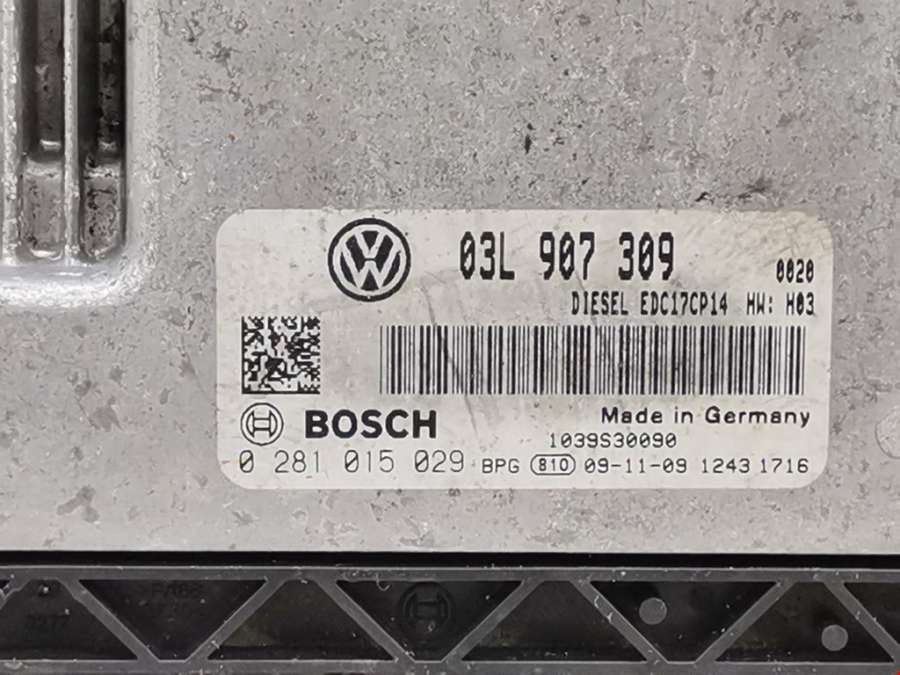 03L 907 309
0020
DIESEL EDC17CP14 HW: H03
BOSCH
Made in Germany
1039S30090
0 281 015 029 BPG 810 09-11-09 1243 1716